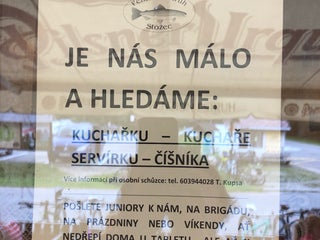 Stožec
JE NÁS MÁLO
A HLEDÁME:
KUCHAŘKU – KUCHAŘE
SERVÍRKU – ČÍŠNÍKA
Více informací při osobní schůzce: tel. 603944028 T. Kupsa
POŠLETE JUNIORY K NÁM, NA BRIGÁDU,
NA PRÁZDNINY NEBO VÍKENDY, AŤ
NEDŘEPÍ DOMA U TABLETU